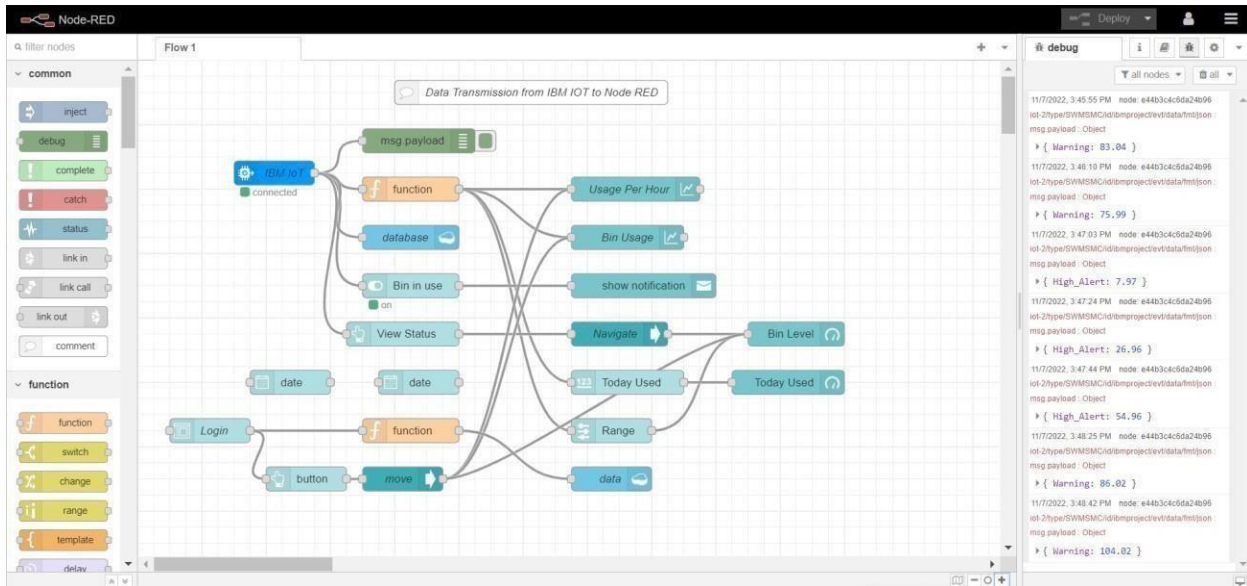 Node-RED
Deploy
filter nodes
Flow 1
debug
i
all nodes
all
common
inject
debug
complete
catch
status
link in
link call
link out
comment
function
function
switch
change
range
template
delay
Data Transmission from IBM IOT to Node RED
msg.payload
IBM IoT
connected
function
Usage Per Hour
database
Bin Usage
Bin in use
on
show notification
View Status
Navigate
Bin Level
date
date
123
Today Used
Today Used
Login
function
Range
button
move
data
11/7/2022, 3:45:55 PM node: e44b3c4c6da24b96
iot-2/type/SWMSMC/id/ibmproject/evt/data/fmt/json :
msg.payload : Object
{ Warning: 83.04 }
11/7/2022, 3:46:10 PM node: e44b3c4c6da24b96
iot-2/type/SWMSMC/id/ibmproject/evt/data/fmt/json :
msg.payload : Object
{ Warning: 75.99 }
11/7/2022, 3:47:03 PM node: e44b3c4c6da24b96
iot-2/type/SWMSMC/id/ibmproject/evt/data/fmt/json :
msg.payload : Object
{ High_Alert: 7.97 }
11/7/2022, 3:47:24 PM node: e44b3c4c6da24b96
iot-2/type/SWMSMC/id/ibmproject/evt/data/fmt/json :
msg.payload : Object
{ High_Alert: 26.96 }
11/7/2022, 3:47:44 PM node: e44b3c4c6da24b96
iot-2/type/SWMSMC/id/ibmproject/evt/data/fmt/json :
msg.payload : Object
{ High_Alert: 54.96 }
11/7/2022, 3:48:25 PM node: e44b3c4c6da24b96
iot-2/type/SWMSMC/id/ibmproject/evt/data/fmt/json :
msg.payload : Object
{ Warning: 86.02 }
11/7/2022, 3:48:42 PM node: e44b3c4c6da24b96
iot-2/type/SWMSMC/id/ibmproject/evt/data/fmt/json :
msg.payload : Object
{ Warning: 104.02 }